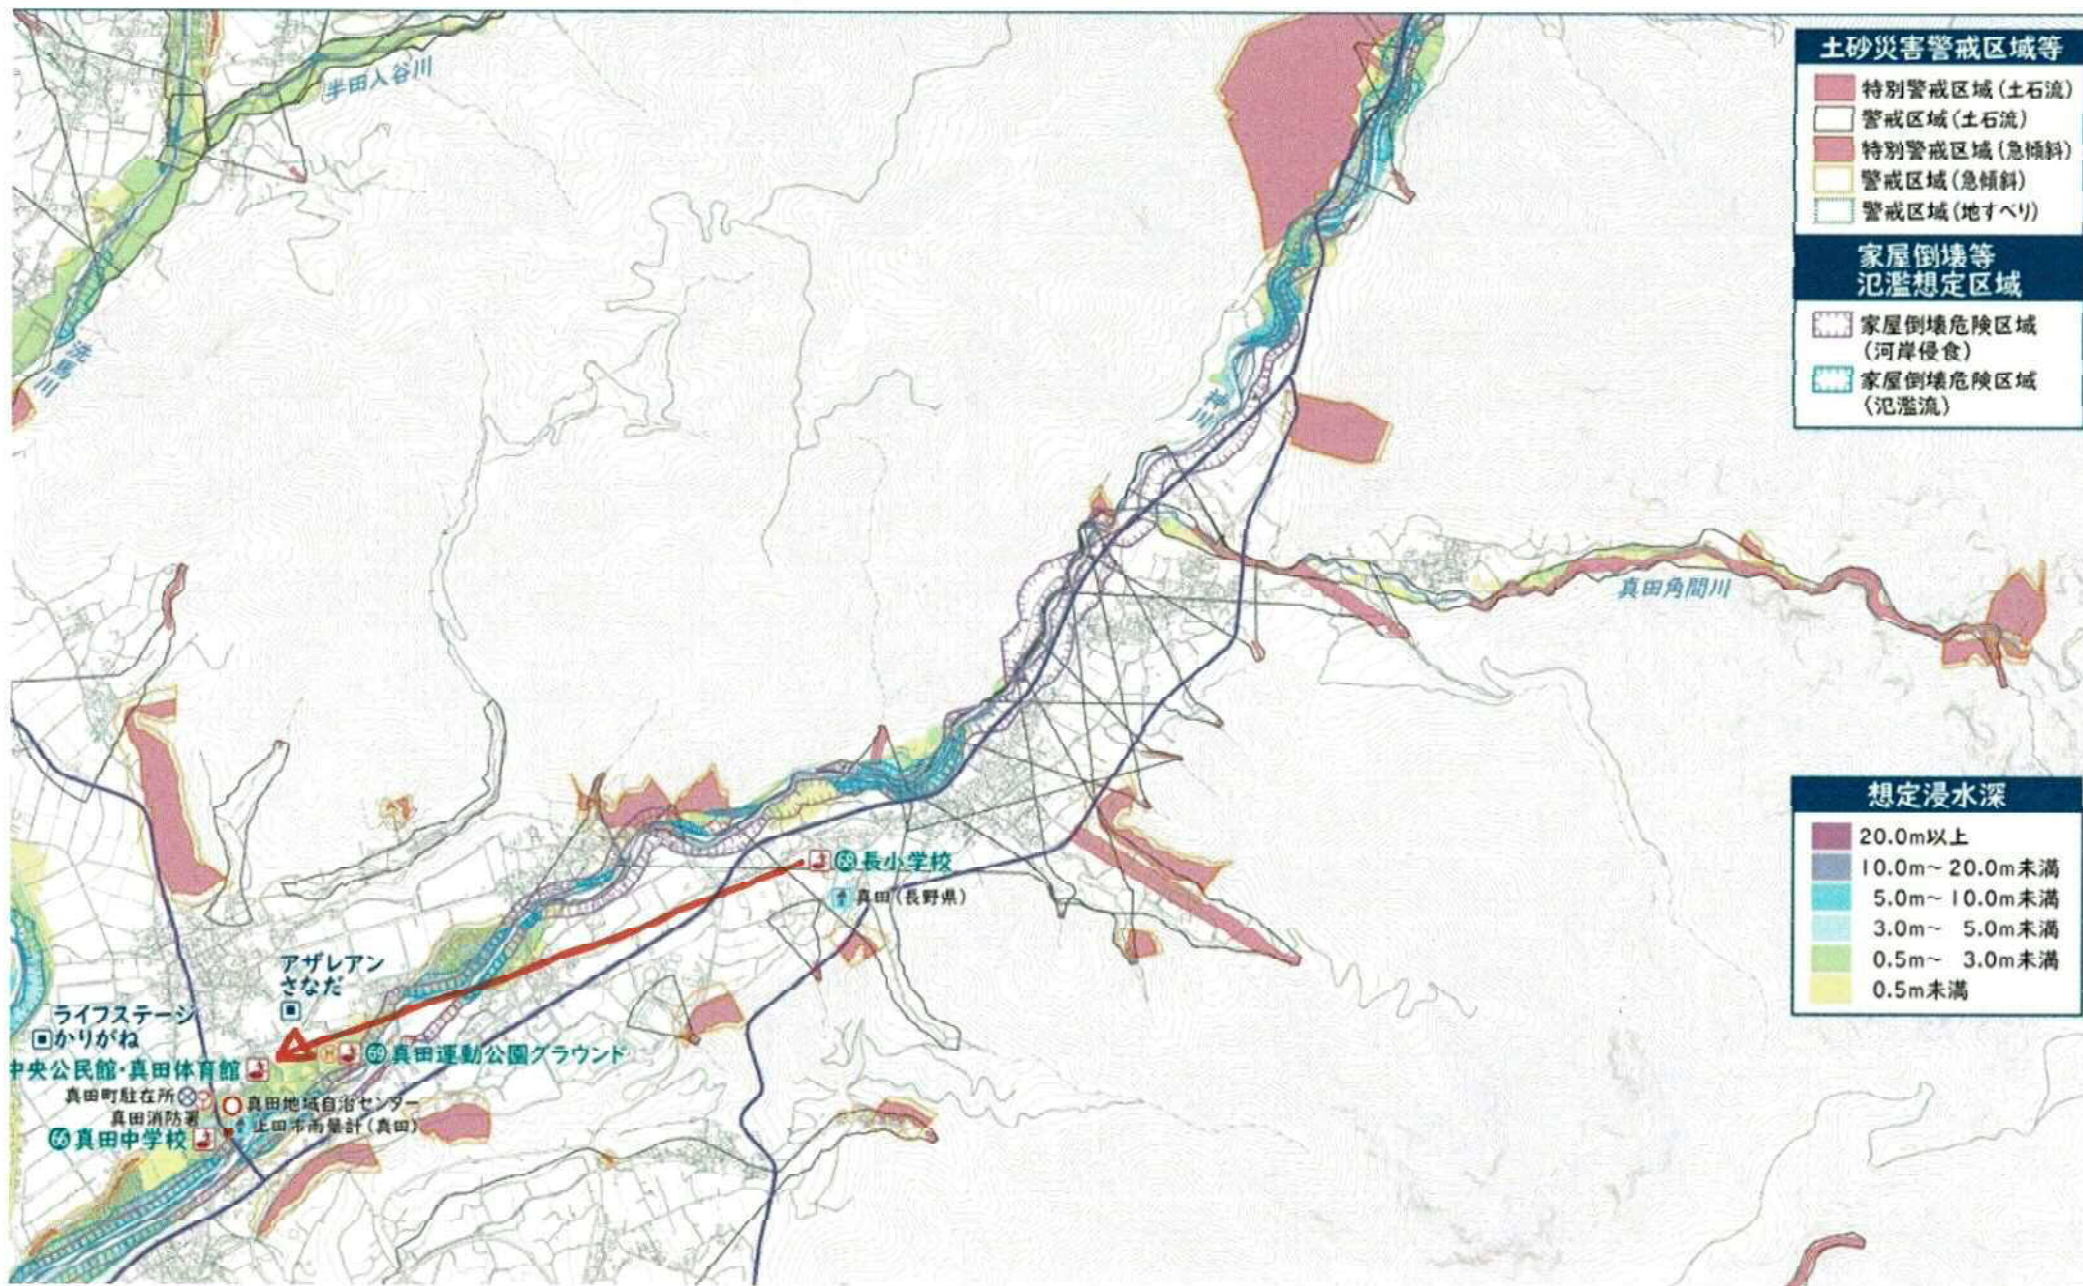 半田入谷川
洗馬川
神川
真田角間川
土砂災害警戒区域等
特別警戒区域(土石流)
警戒区域(土石流)
特別警戒区域(急傾斜)
警戒区域(急傾斜)
警戒区域(地すべり)
家屋倒壊等
氾濫想定区域
家屋倒壊危険区域
(河岸侵食)
家屋倒壊危険区域
(氾濫流)
想定浸水深
20.0m以上
10.0m~20.0m未満
5.0m~10.0m未満
3.0m~ 5.0m未満
0.5m~ 3.0m未満
0.5m未満
68 長小学校
真田(長野県)
アザレアン
さなだ
ライフステージ
かりがね
H 69 真田運動公園グラウンド
中央公民館・真田体育館
真田町駐在所
真田地域自治センター
真田消防署
上田市雨量計(真田)
66 真田中学校